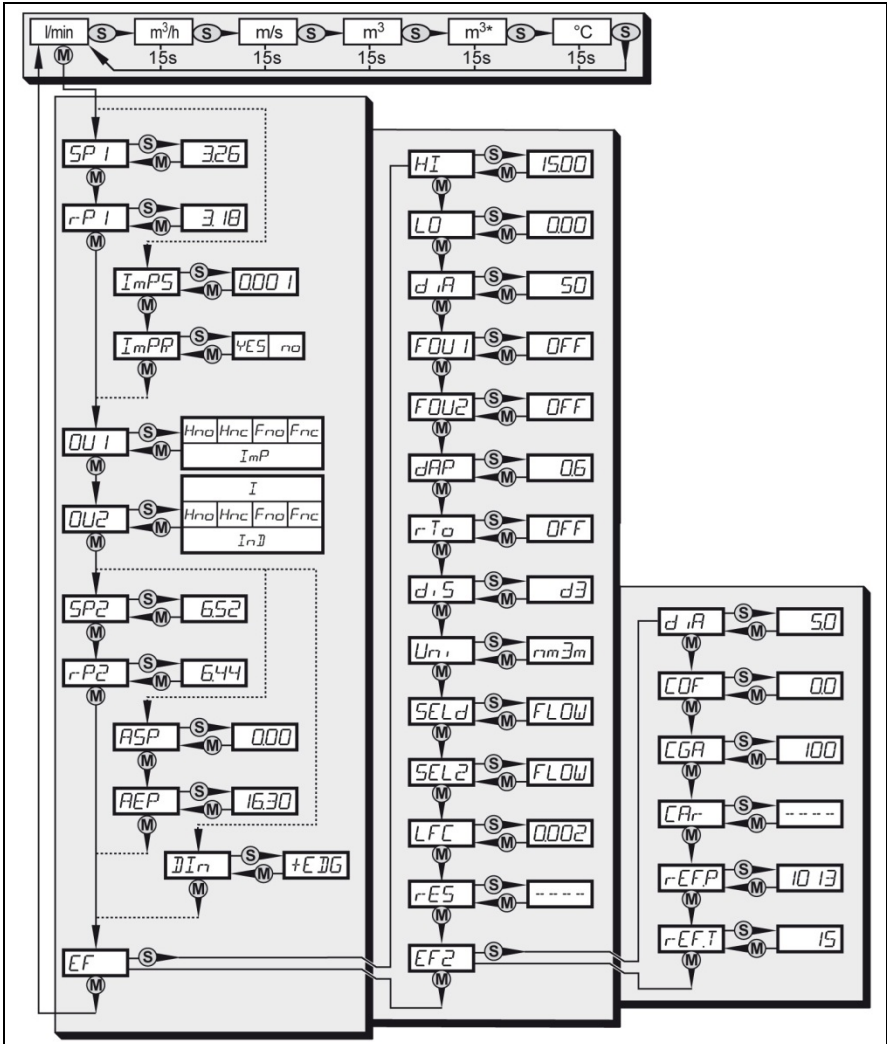 l/min S m³/h S m/s S m³ S m³* S °C S
M 15s 15s 15s 15s 15s
SP1 S M 3.26
M
rP1 S M 3.18
M
ImPS S M 0.001
M
ImPR S M YES no
M
OU1 S M Hno Hnc Fno Fnc
ImP
M
I
OU2 S M Hno Hnc Fno Fnc
InD
M
SP2 S M 6.52
M
rP2 S M 6.44
M
ASP S M 0.00
M
AEP S M 16.30
M
DIn S M +EDG
M
EF S
M
HI S M 15.00
M
LO S M 0.00
M
diA S M 50
M
FOU1 S M OFF
M
FOU2 S M OFF
M
dAP S M 0.6
M
rTo S M OFF
M
diS S M d3
M
Uni S M nm3m
M
SELd S M FLOW
M
SEL2 S M FLOW
M
LFC S M 0.002
M
rES S M ----
M
EF2 S
M
diA S M 5.0
M
COF S M 0.0
M
CGA S M 100
M
CAr S M ----
M
rEF.P S M 1013
M
rEF.T S M 15
M